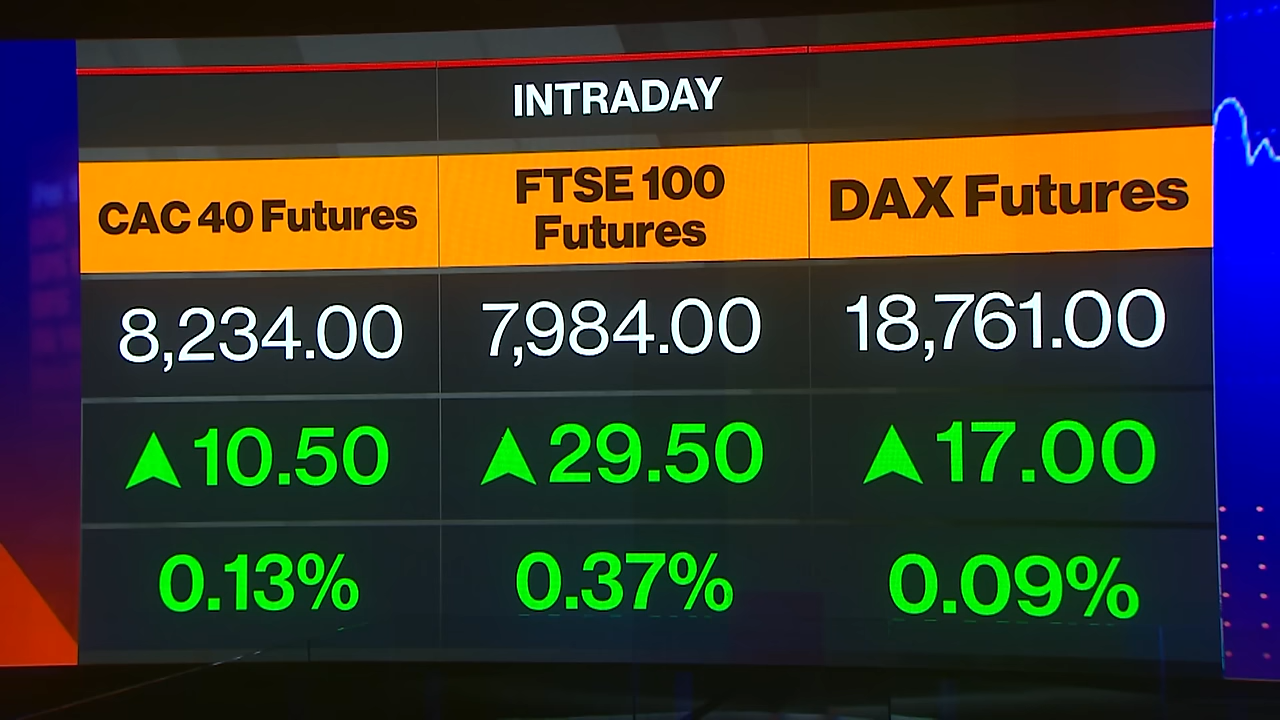 INTRADAY
CAC 40 Futures
FTSE 100
Futures
DAX Futures
8,234.00
7,984.00
18,761.00
▲10.50
▲29.50
▲17.00
0.13%
0.37%
0.09%